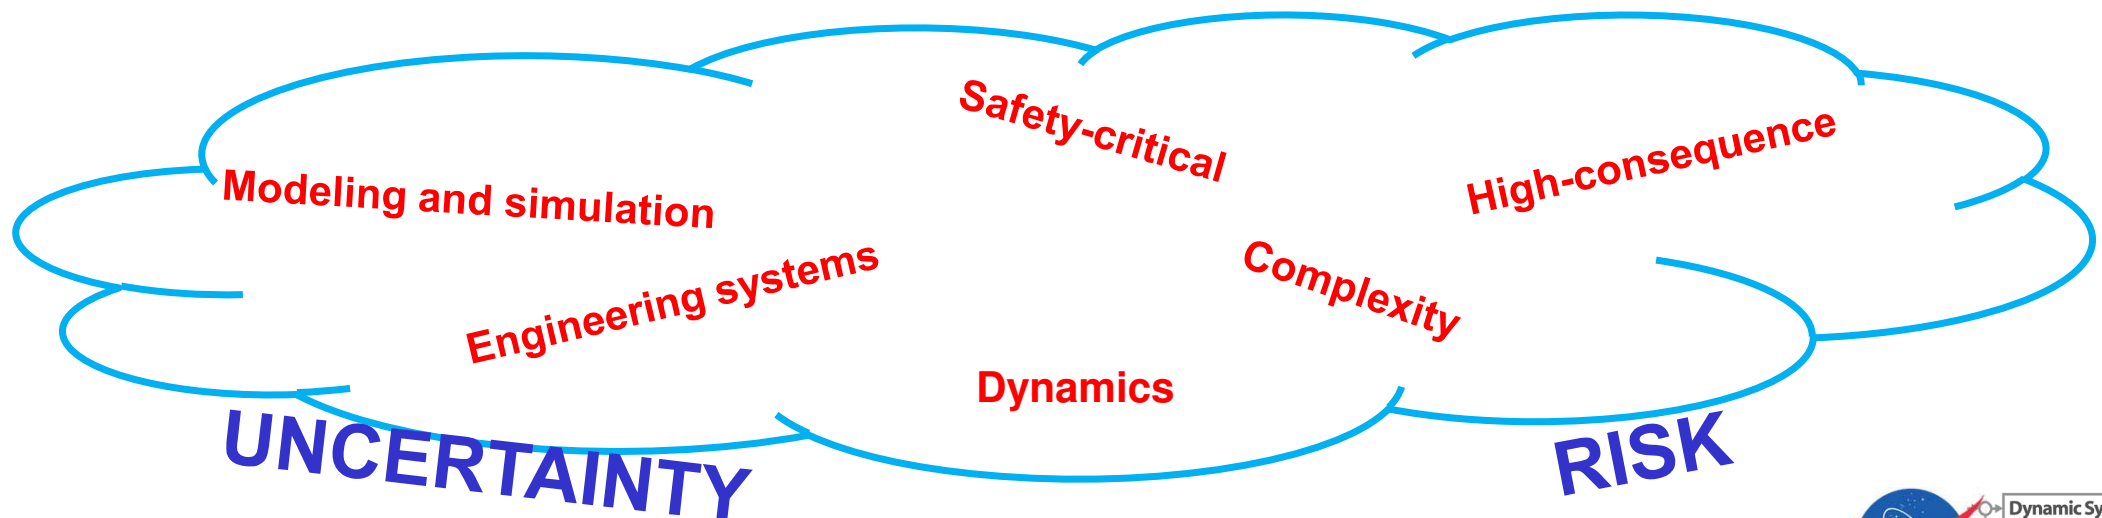 Safety-critical
High-consequence
Modeling and simulation
Engineering systems
Complexity
Dynamics
UNCERTAINTY
RISK
Dynamic Sy